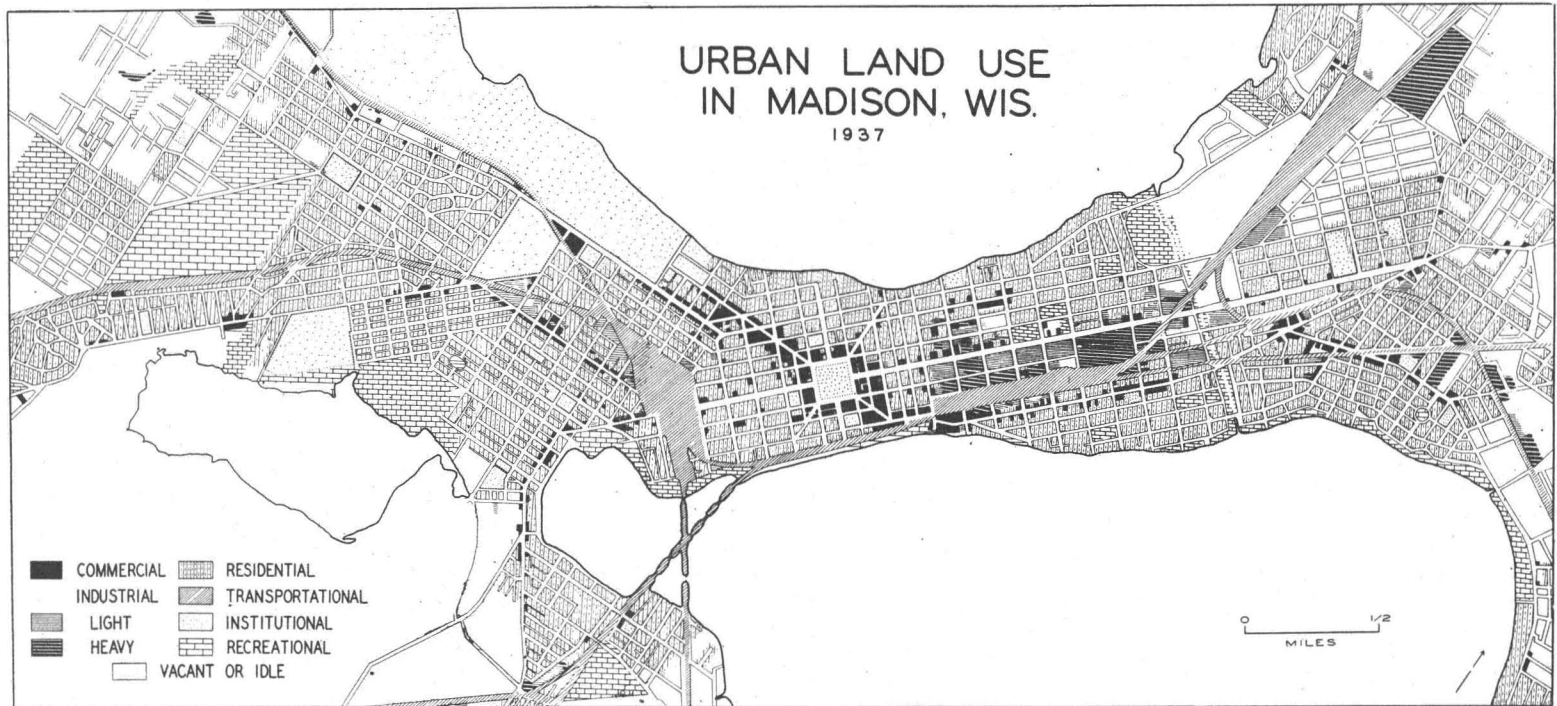 URBAN LAND USE
IN MADISON, WIS.
1937
COMMERCIAL
RESIDENTIAL
INDUSTRIAL
TRANSPORTATIONAL
LIGHT
INSTITUTIONAL
HEAVY
RECREATIONAL
VACANT OR IDLE
0 1/2
MILES